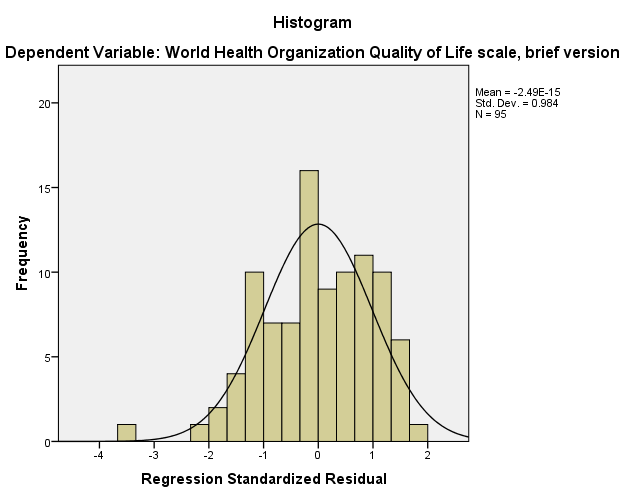 Histogram
Dependent Variable: World Health Organization Quality of Life scale, brief version
Mean = -2.49E-15
Std. Dev. = 0.984
N = 95
Frequency
20
15
10
5
0
-4 -3 -2 -1 0 1 2
Regression Standardized Residual